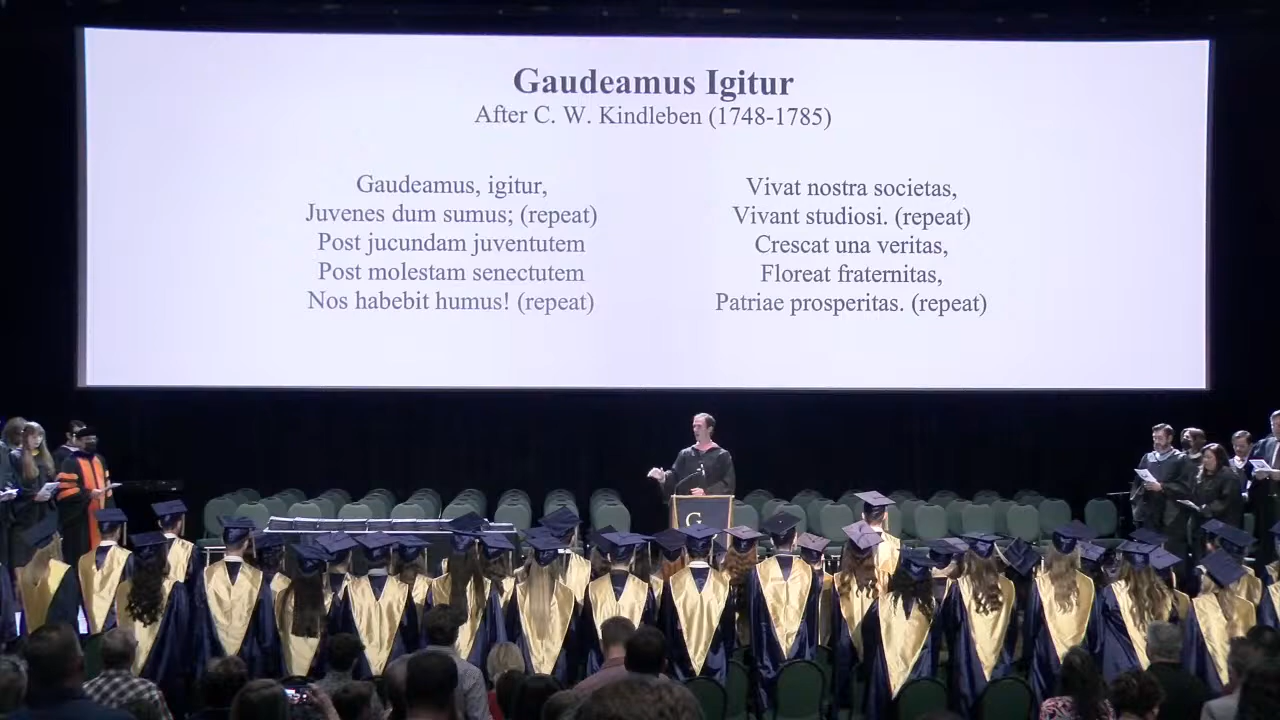 Gaudeamus Igitur
After C. W. Kindleben (1748-1785)
Gaudeamus, igitur,
Juvenes dum sumus; (repeat)
Post jucundam juventutem
Post molestam senectutem
Nos habebit humus! (repeat)
Vivat nostra societas,
Vivant studiosi. (repeat)
Crescat una veritas,
Floreat fraternitas,
Patriae prosperitas. (repeat)
G